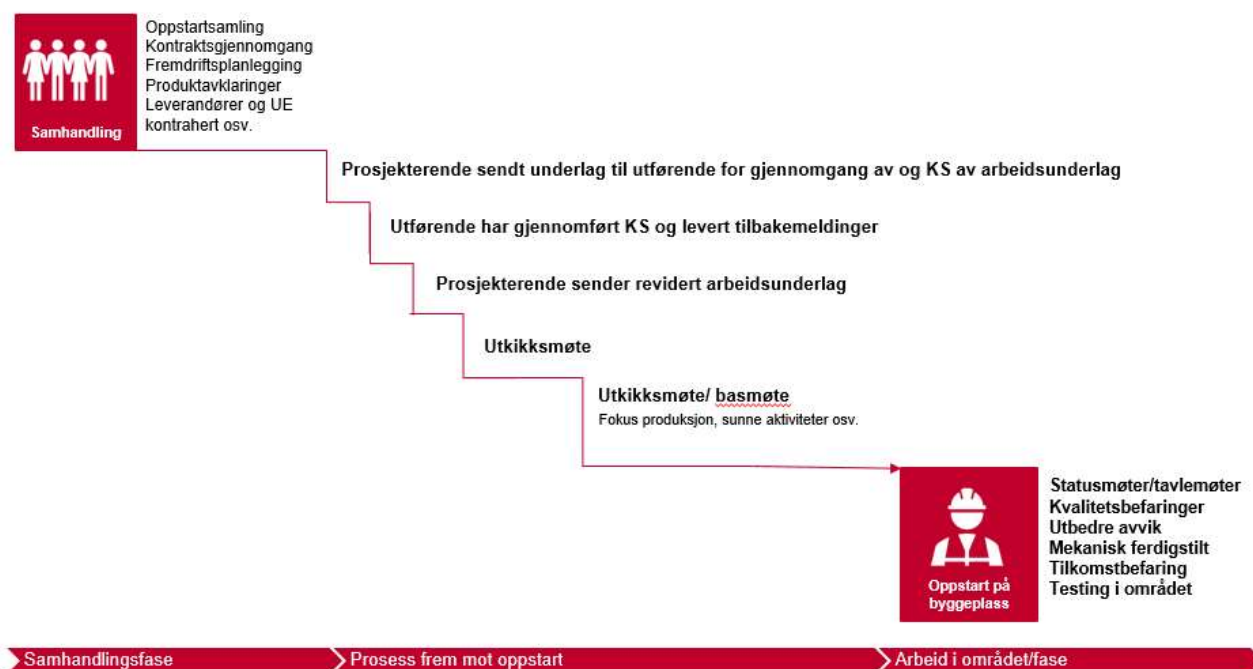 Oppstartsamling
Kontraktsgjennomgang
Fremdriftsplanlegging
Produktavklaringer
Leverandører og UE
kontrahert osv.
Samhandling
Prosjekterende sendt underlag til utførende for gjennomgang av og KS av arbeidsunderlag
Utførende har gjennomført KS og levert tilbakemeldinger
Prosjekterende sender revidert arbeidsunderlag
Utkikksmøte
Utkikksmøte/ basmøte
Fokus produksjon, sunne aktiviteter osv.
Oppstart på
byggeplass
Statusmøter/tavlemøter
Kvalitetsbefaringer
Utbedre avvik
Mekanisk ferdigstilt
Tilkomstbefaring
Testing i området
Samhandlingsfase
Prosess frem mot oppstart
Arbeid i området/fase